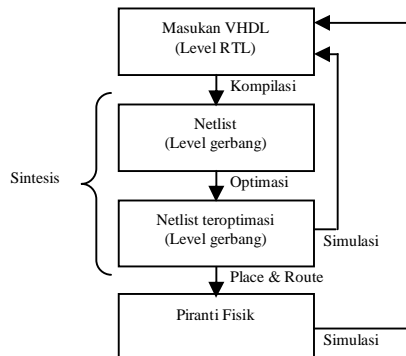 Masukan VHDL
(Level RTL)
Kompilasi
Netlist
(Level gerbang)
Sintesis
Optimasi
Netlist teroptimasi
(Level gerbang)
Simulasi
Place & Route
Piranti Fisik
Simulasi